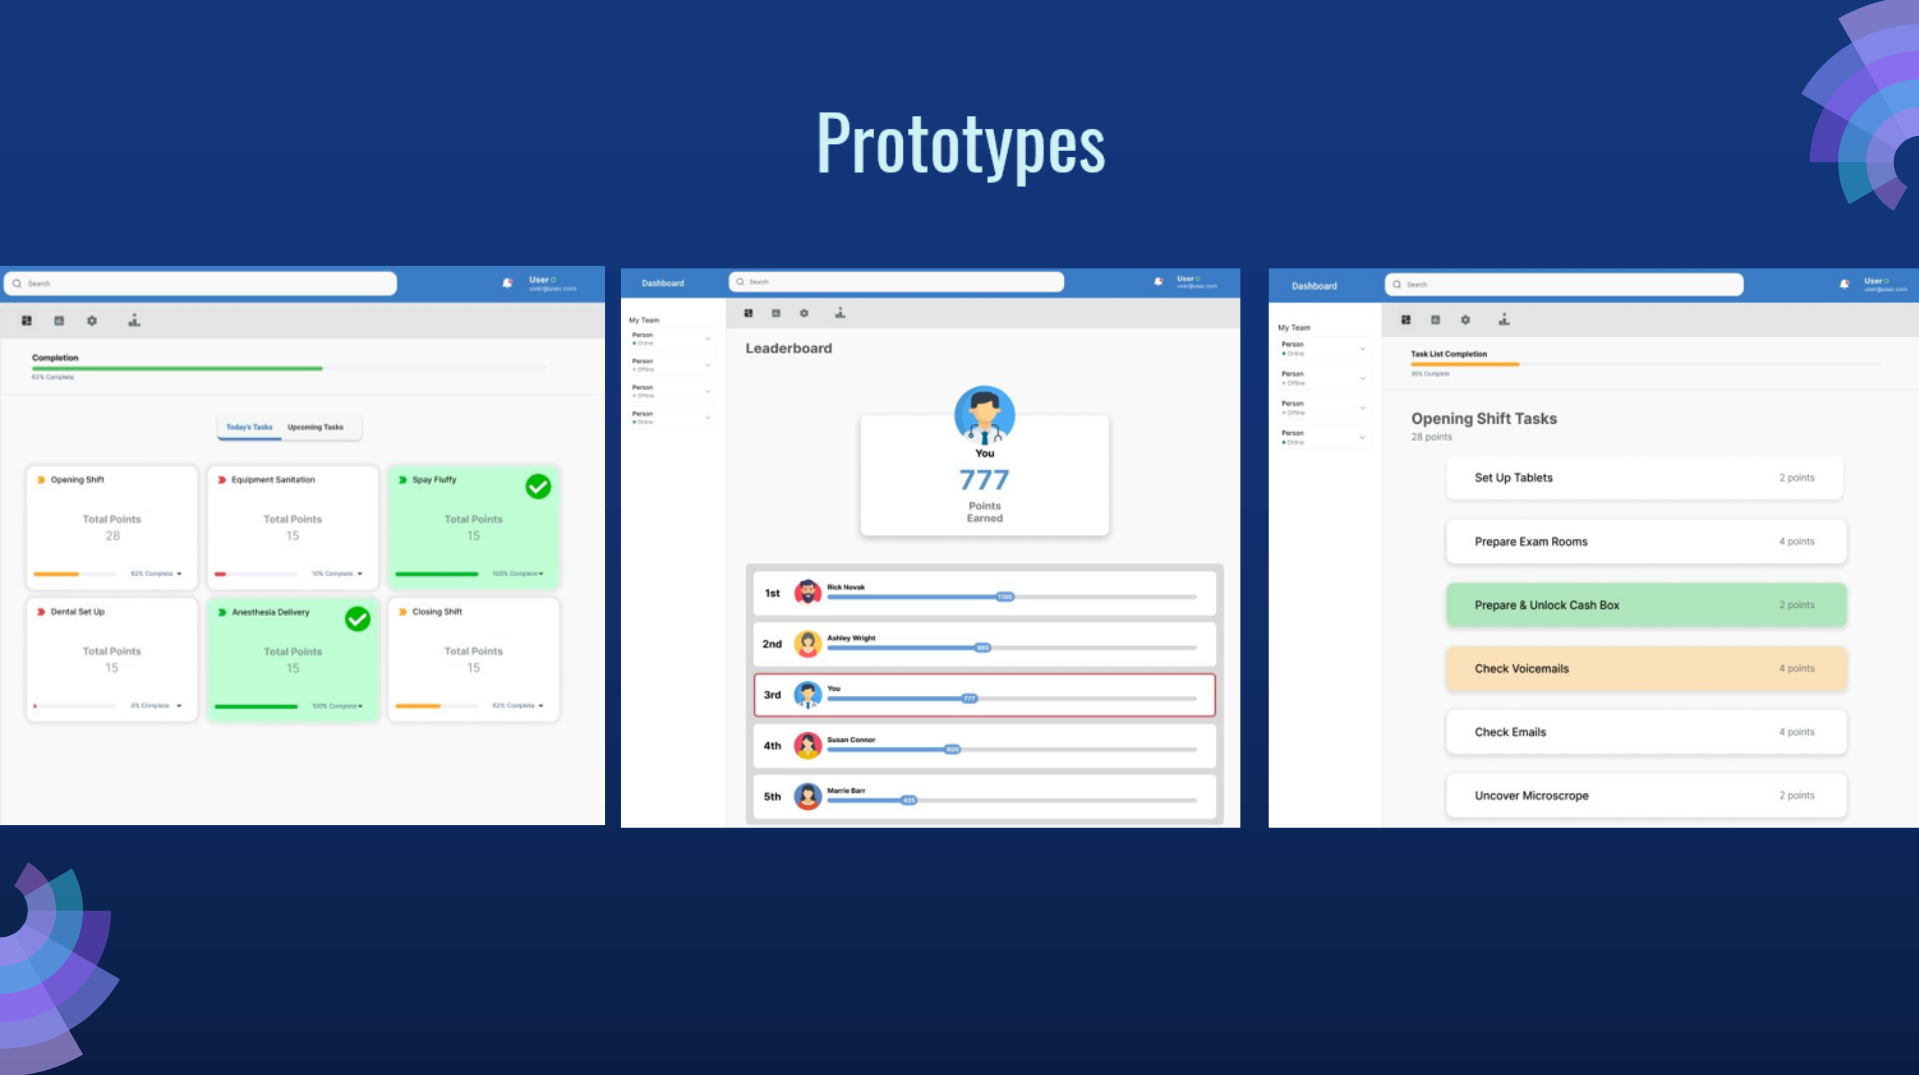 Prototypes
Search
User
user@user.com
Completion
62% Complete
Today's Tasks Upcoming Tasks
Opening Shift
Total Points
28
62% Complete
Equipment Sanitation
Total Points
15
10% Complete
Spay Fluffy
Total Points
15
100% Complete
Dental Set Up
Total Points
15
0% Complete
Anesthesia Delivery
Total Points
15
100% Complete
Closing Shift
Total Points
15
62% Complete
Dashboard
Search
User
user@user.com
My Team
Person
Online
Person
Offline
Person
Offline
Person
Online
Leaderboard
You
777
Points
Earned
1st
Rick Novak
1100
2nd
Ashley Wright
3rd
You
777
4th
Susan Connor
600
5th
Marrie Barr
425
Dashboard
Search
User
user@user.com
My Team
Person
Online
Person
Offline
Person
Offline
Person
Online
Task List Completion
Complete
Opening Shift Tasks
28 points
Set Up Tablets 2 points
Prepare Exam Rooms 4 points
Prepare & Unlock Cash Box 2 points
Check Voicemails 4 points
Check Emails 4 points
Uncover Microscrope 2 points